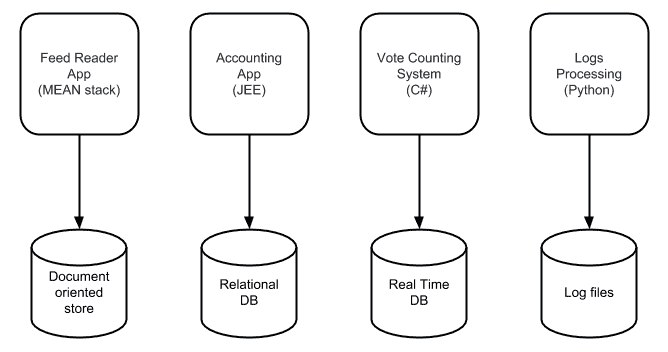 Feed Reader
App
(MEAN stack)
Accounting
App
(JEE)
Vote Counting
System
(C#)
Logs
Processing
(Python)
Document
oriented
store
Relational
DB
Real Time
DB
Log files